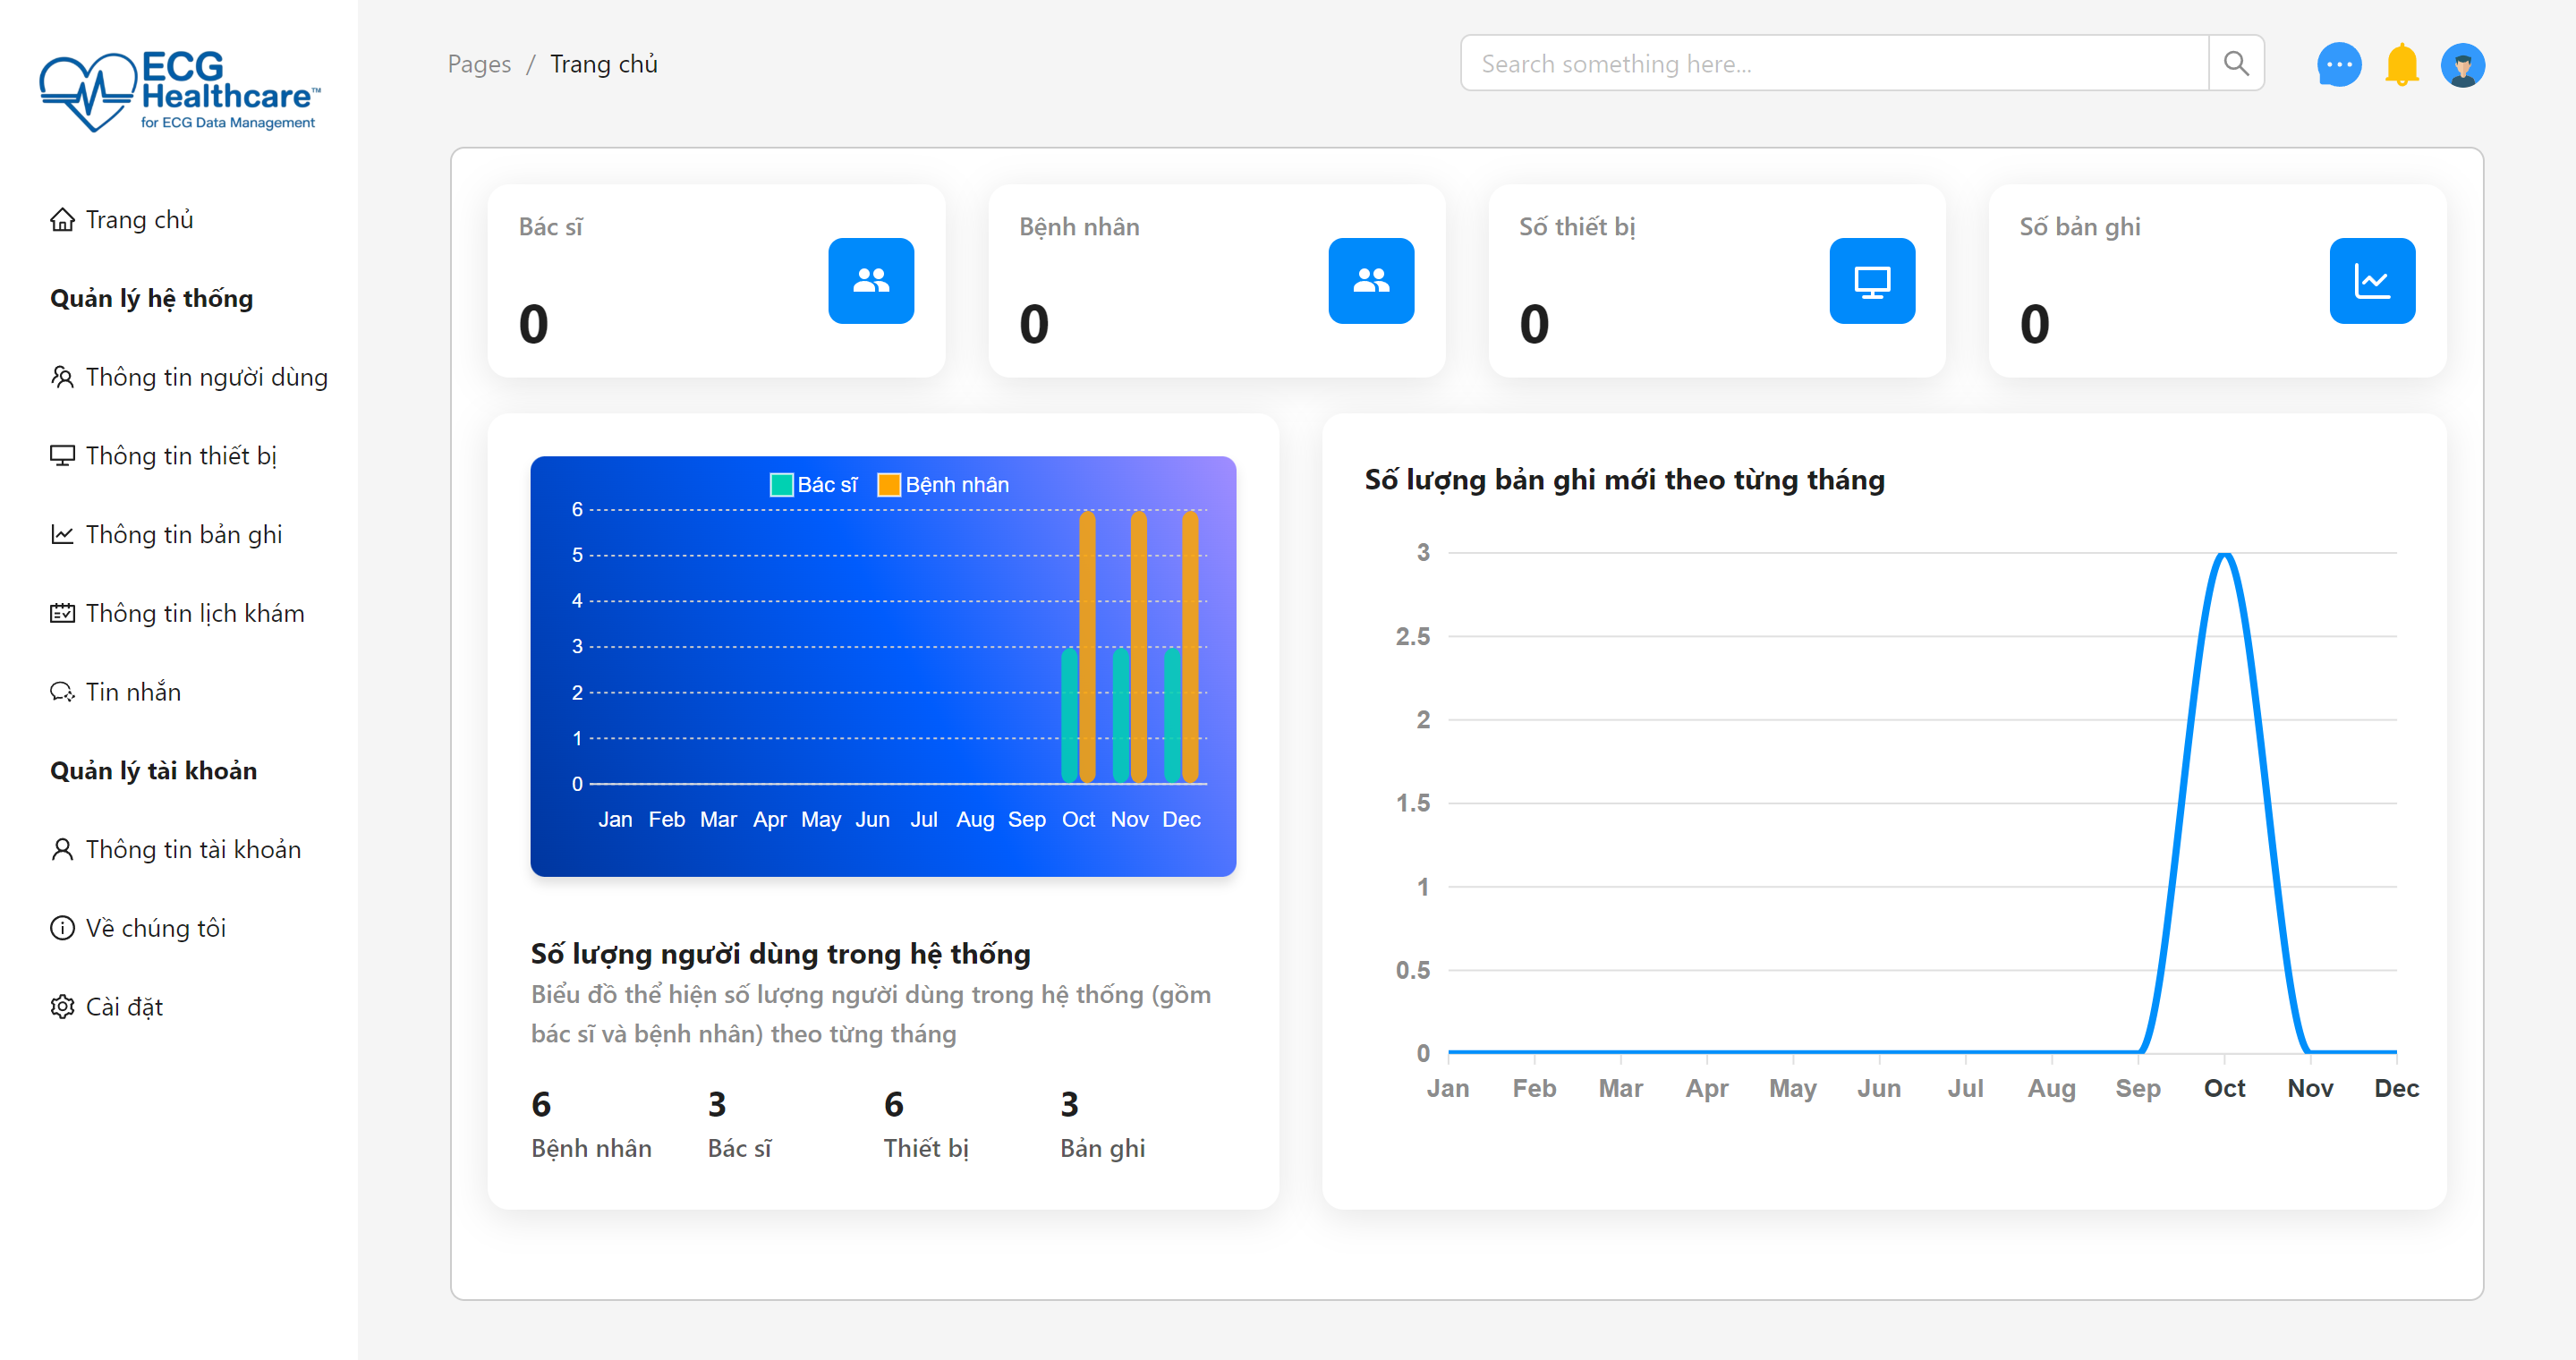 ECG
Healthcare™
for ECG Data Management
Trang chủ
Quản lý hệ thống
Thông tin người dùng
Thông tin thiết bị
Thông tin bản ghi
Thông tin lịch khám
Tin nhắn
Quản lý tài khoản
Thông tin tài khoản
Về chúng tôi
Cài đặt
Pages / Trang chủ
Search something here...
Bác sĩ
0
Bệnh nhân
0
Số thiết bị
0
Số bản ghi
0
Bác sĩ Bệnh nhân
6
5
4
3
2
1
0
Jan Feb Mar Apr May Jun Jul Aug Sep Oct Nov Dec
Số lượng người dùng trong hệ thống
Biểu đồ thể hiện số lượng người dùng trong hệ thống (gồm
bác sĩ và bệnh nhân) theo từng tháng
6 3 6 3
Bệnh nhân Bác sĩ Thiết bị Bản ghi
Số lượng bản ghi mới theo từng tháng
3
2.5
2
1.5
1
0.5
0
Jan Feb Mar Apr May Jun Jul Aug Sep Oct Nov Dec